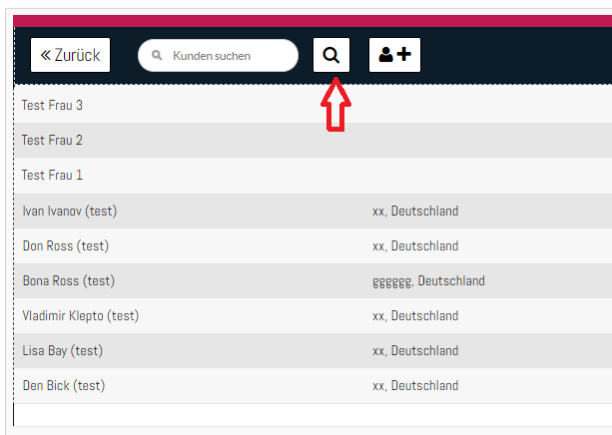 « Zurück Kunden suchen
Test Frau 3
Test Frau 2
Test Frau 1
Ivan Ivanov (test) xx, Deutschland
Don Ross (test) xx, Deutschland
Bona Ross (test) gggggg, Deutschland
Vladimir Klepto (test) xx, Deutschland
Lisa Bay (test) xx, Deutschland
Den Bick (test) xx, Deutschland